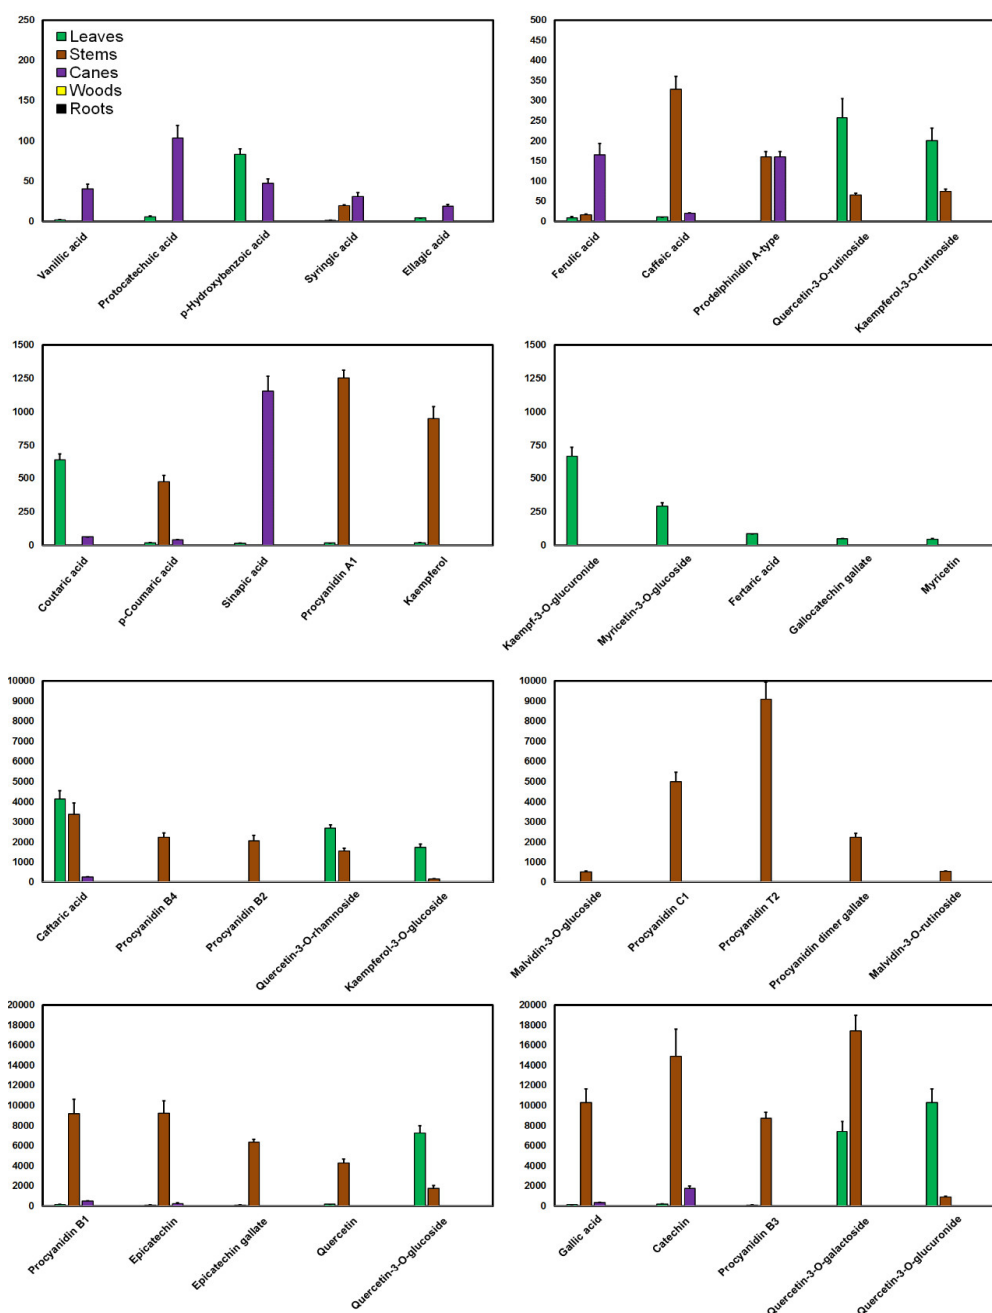 250
200
150
100
50
0
Leaves
Stems
Canes
Woods
Roots
Vanillic acid
Protocatechuic acid
p-Hydroxybenzoic acid
Syringic acid
Ellagic acid
500
450
400
350
300
250
200
150
100
50
0
Ferulic acid
Caffeic acid
Prodelphinidin A-type
Quercetin-3-O-rutinoside
Kaempferol-3-O-rutinoside
1500
1250
1000
750
500
250
0
Coutaric acid
p-Coumaric acid
Sinapic acid
Procyanidin A1
Kaempferol
1500
1250
1000
750
500
250
0
Kaempf-3-O-glucuronide
Myricetin-3-O-glucoside
Fertaric acid
Gallocatechin gallate
Myricetin
10000
9000
8000
7000
6000
5000
4000
3000
2000
1000
0
Caftaric acid
Procyanidin B4
Procyanidin B2
Quercetin-3-O-rhamnoside
Kaempferol-3-O-glucoside
10000
9000
8000
7000
6000
5000
4000
3000
2000
1000
0
Malvidin-3-O-glucoside
Procyanidin C1
Procyanidin T2
Procyanidin dimer gallate
Malvidin-3-O-rutinoside
20000
18000
16000
14000
12000
10000
8000
6000
4000
2000
0
Procyanidin B1
Epicatechin
Epicatechin gallate
Quercetin
Quercetin-3-O-glucoside
20000
18000
16000
14000
12000
10000
8000
6000
4000
2000
0
Gallic acid
Catechin
Procyanidin B3
Quercetin-3-O-galactoside
Quercetin-3-O-glucuronide